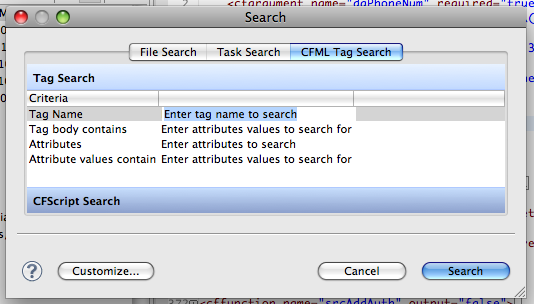 2
<cfargument name="dgPhoneNum" required="true
Search
File Search
Task Search
CFML Tag Search
Tag Search
Criteria
Tag Name
Enter tag name to search
Tag body contains
Enter attributes values to search for
Attributes
Enter attributes to search
Attribute values contain
Enter attributes values to search for
CFScript Search
?
Customize...
Cancel
Search
372
<cffunction name="srcAddAuth" output="false">